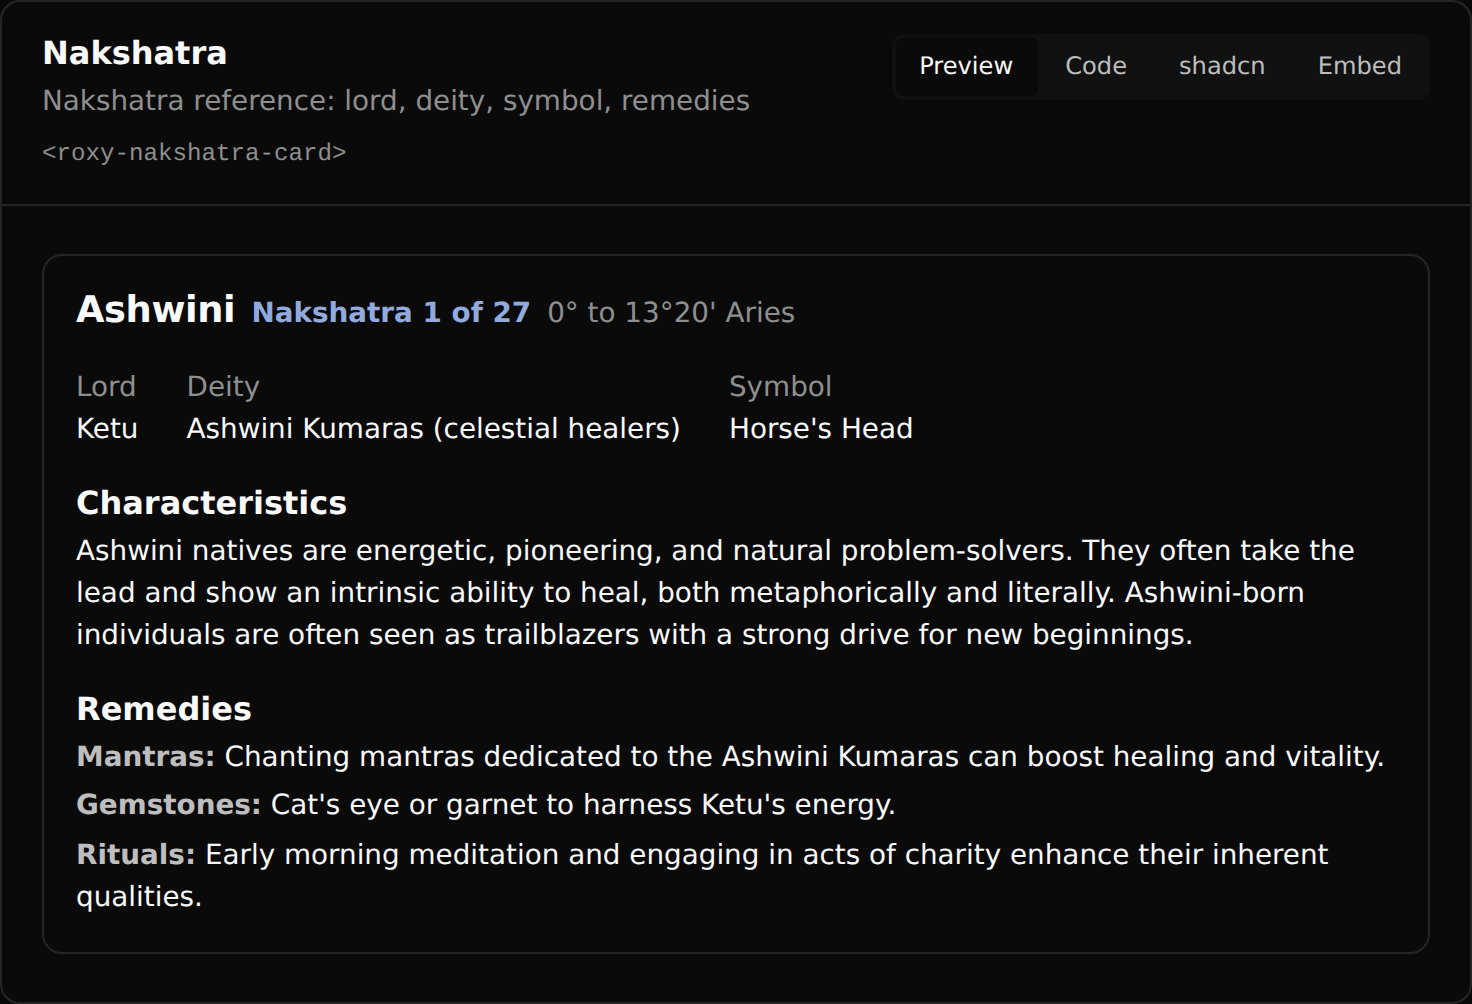 Nakshatra
Nakshatra reference: lord, deity, symbol, remedies
<roxy-nakshatra-card>
Preview Code shadcn Embed
Ashwini Nakshatra 1 of 27 0° to 13°20' Aries
Lord Deity Symbol
Ketu Ashwini Kumaras (celestial healers) Horse's Head
Characteristics
Ashwini natives are energetic, pioneering, and natural problem-solvers. They often take the
lead and show an intrinsic ability to heal, both metaphorically and literally. Ashwini-born
individuals are often seen as trailblazers with a strong drive for new beginnings.
Remedies
Mantras: Chanting mantras dedicated to the Ashwini Kumaras can boost healing and vitality.
Gemstones: Cat's eye or garnet to harness Ketu's energy.
Rituals: Early morning meditation and engaging in acts of charity enhance their inherent
qualities.